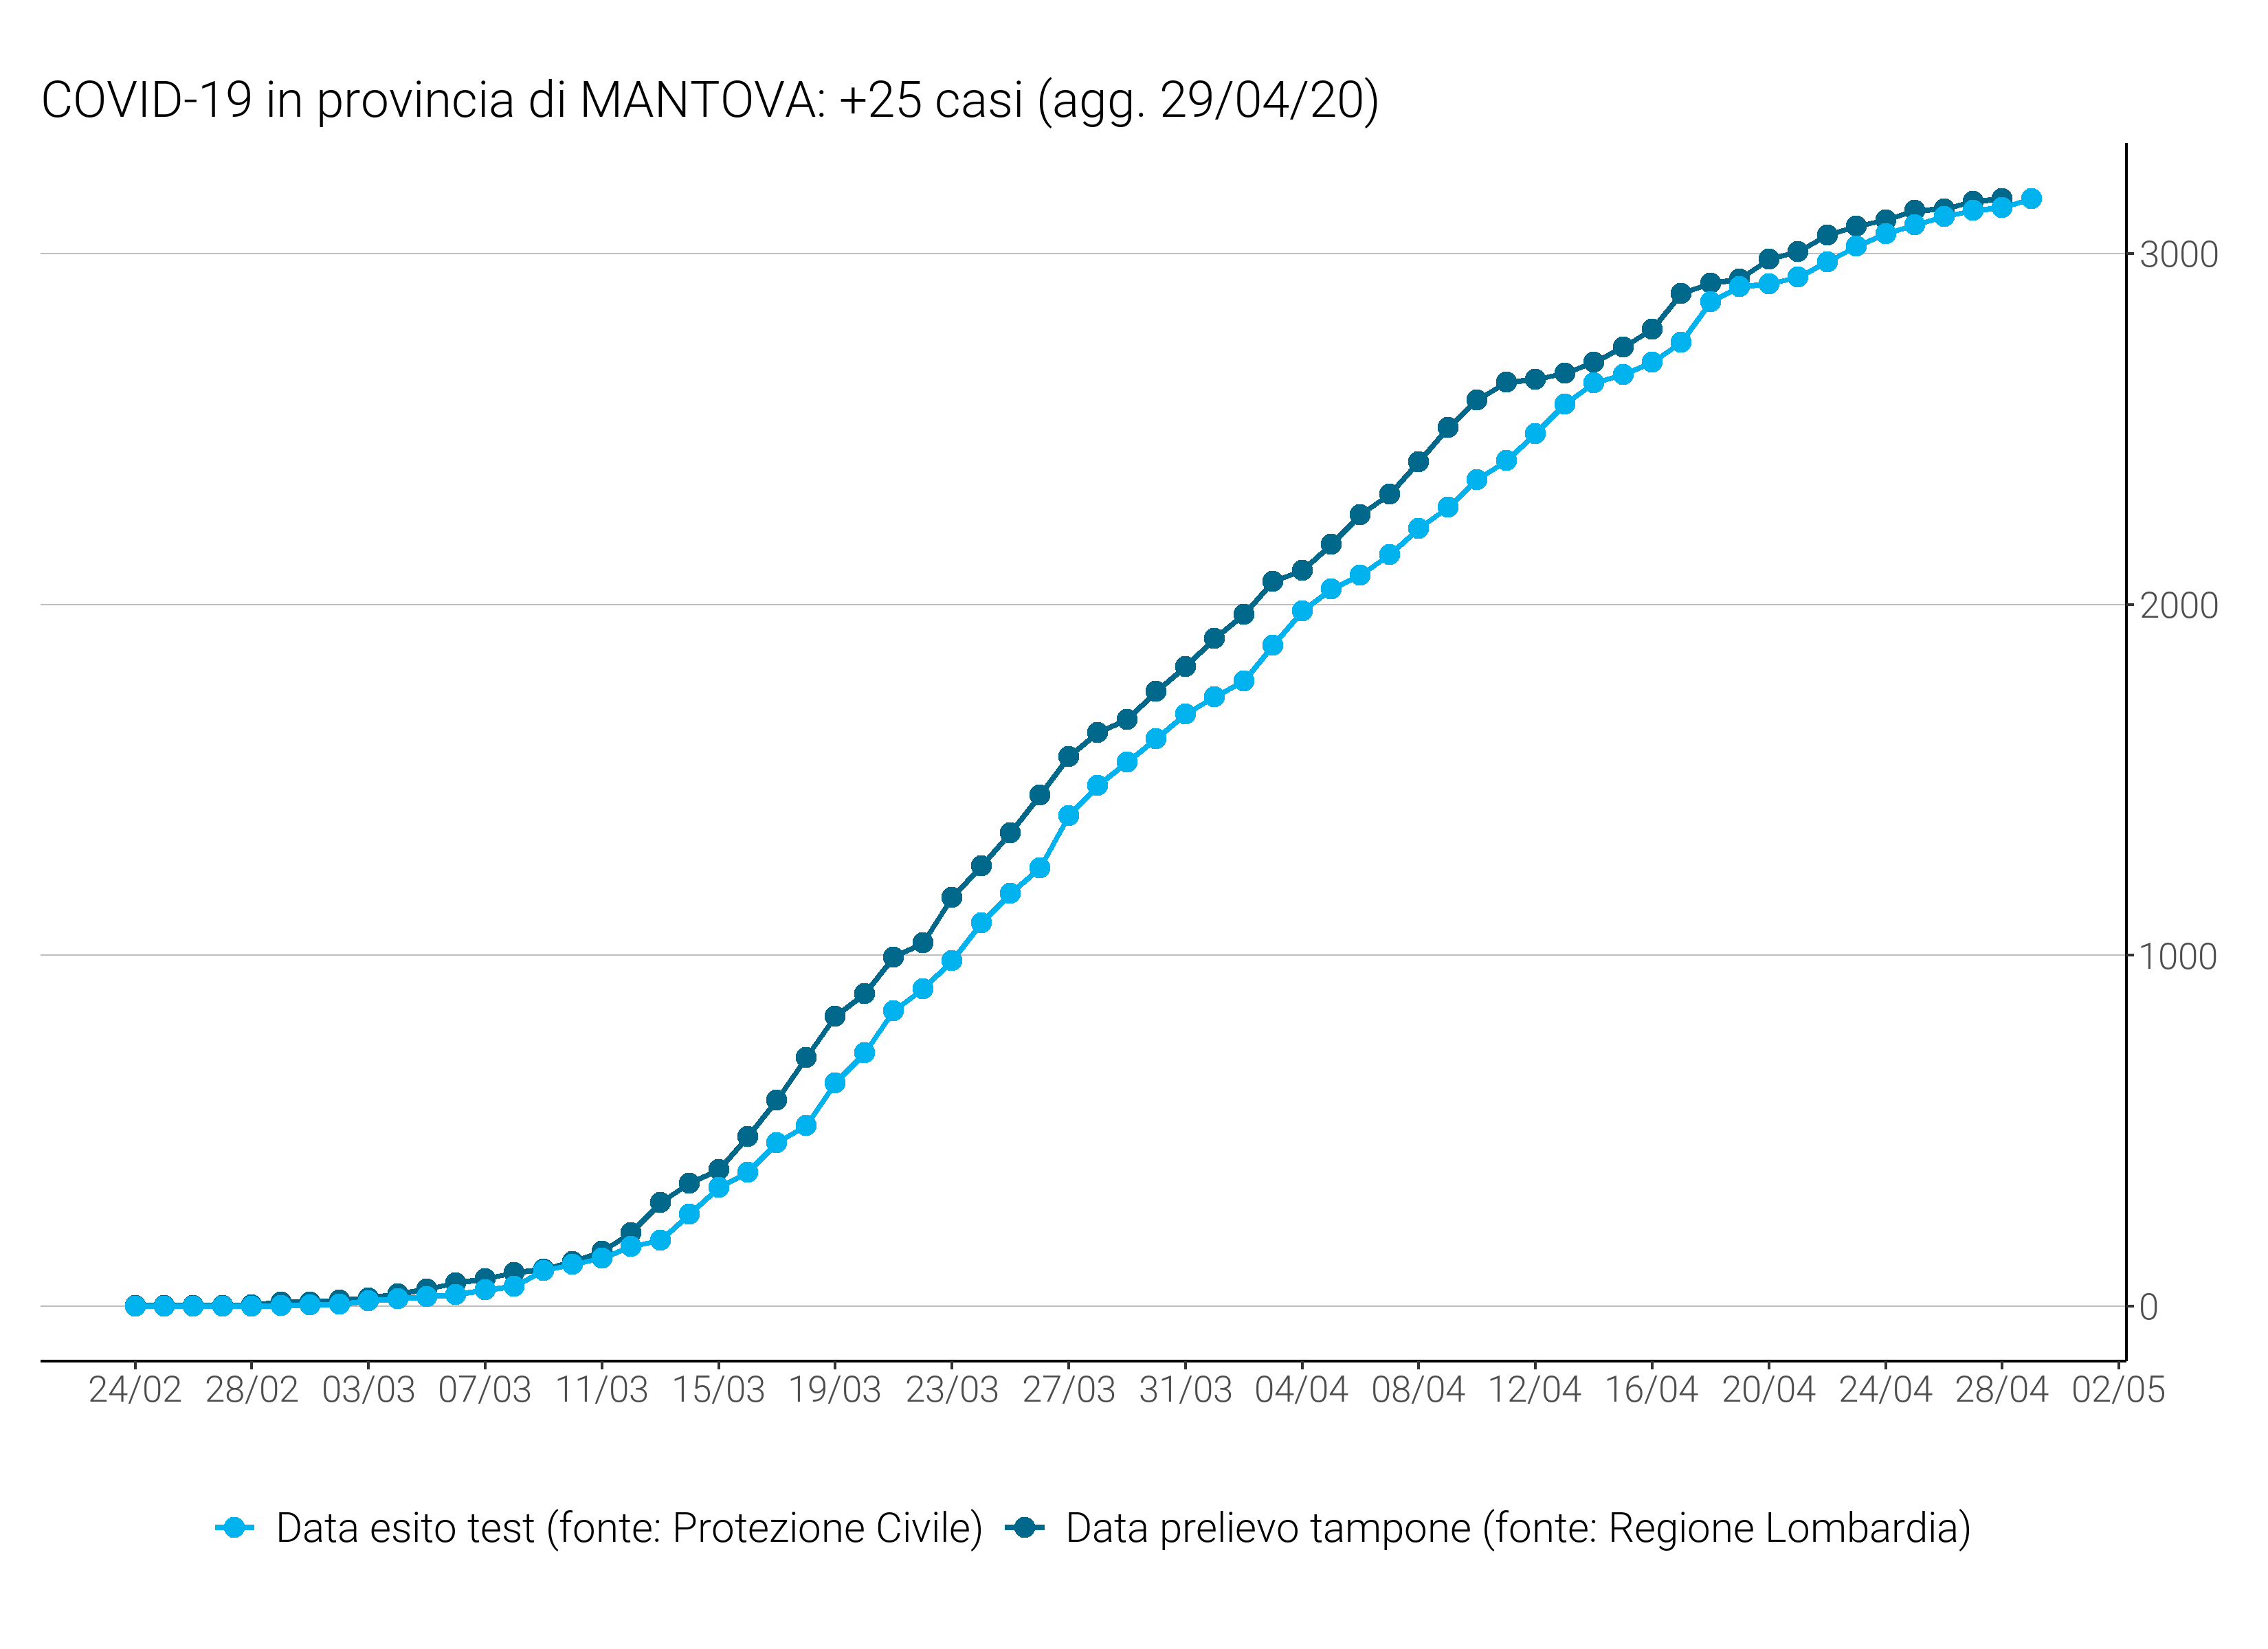 COVID-19 in provincia di MANTOVA: +25 casi (agg. 29/04/20)
3000
2000
1000
0
24/02 28/02 03/03 07/03 11/03 15/03 19/03 23/03 27/03 31/03 04/04 08/04 12/04 16/04 20/04 24/04 28/04 02/05
Data esito test (fonte: Protezione Civile) Data prelievo tampone (fonte: Regione Lombardia)